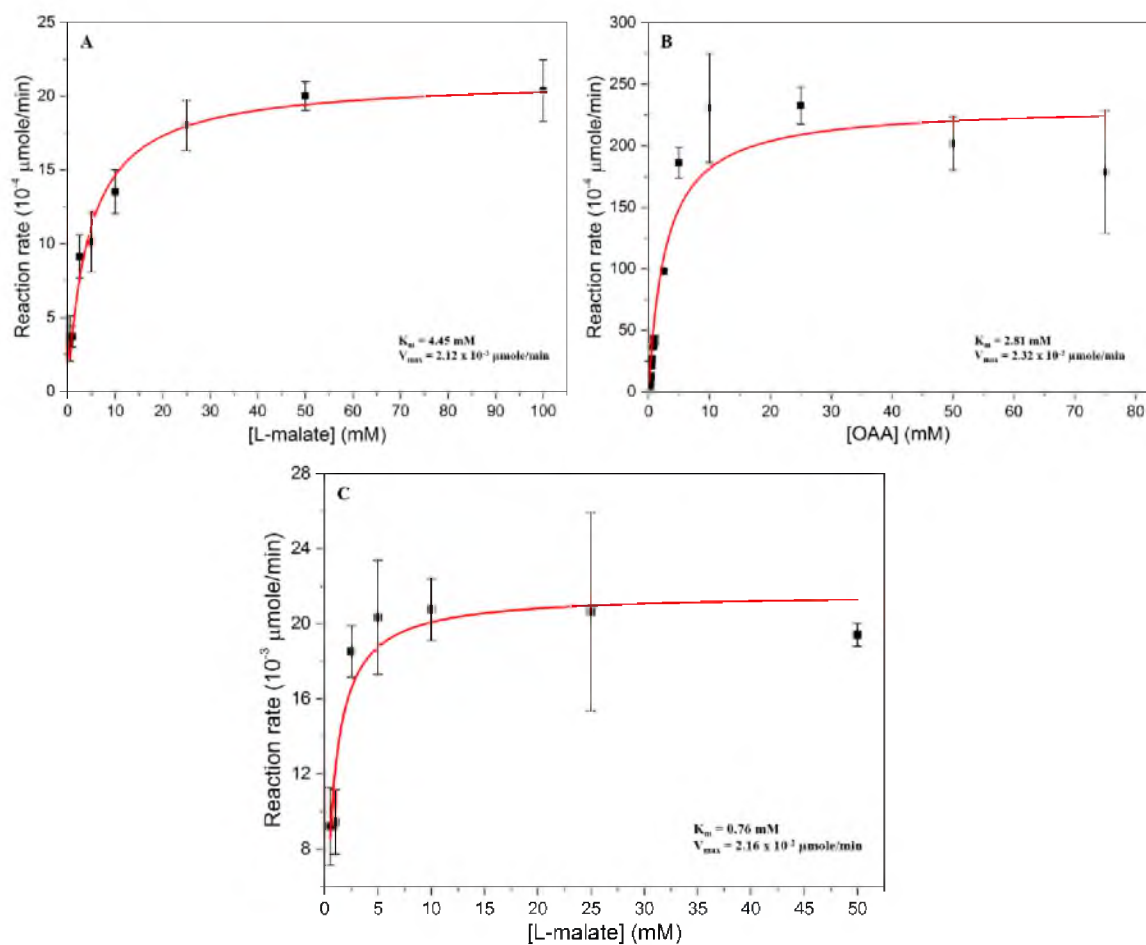 A
25
20
15
10
5
0
Reaction rate (10⁻⁴ μmole/min)
Kₘ = 4.45 mM
Vₘₐₓ = 2.12 x 10⁻³ μmole/min
0 10 20 30 40 50 60 70 80 90 100
[L-malate] (mM)
B
300
250
200
150
100
50
0
Reaction rate (10⁻⁴ μmole/min)
Kₘ = 2.81 mM
Vₘₐₓ = 2.32 x 10⁻² μmole/min
0 10 20 30 40 50 60 70 80
[OAA] (mM)
C
28
24
20
16
12
8
Reaction rate (10⁻³ μmole/min)
Kₘ = 0.76 mM
Vₘₐₓ = 2.16 x 10⁻² μmole/min
0 5 10 15 20 25 30 35 40 45 50
[L-malate] (mM)